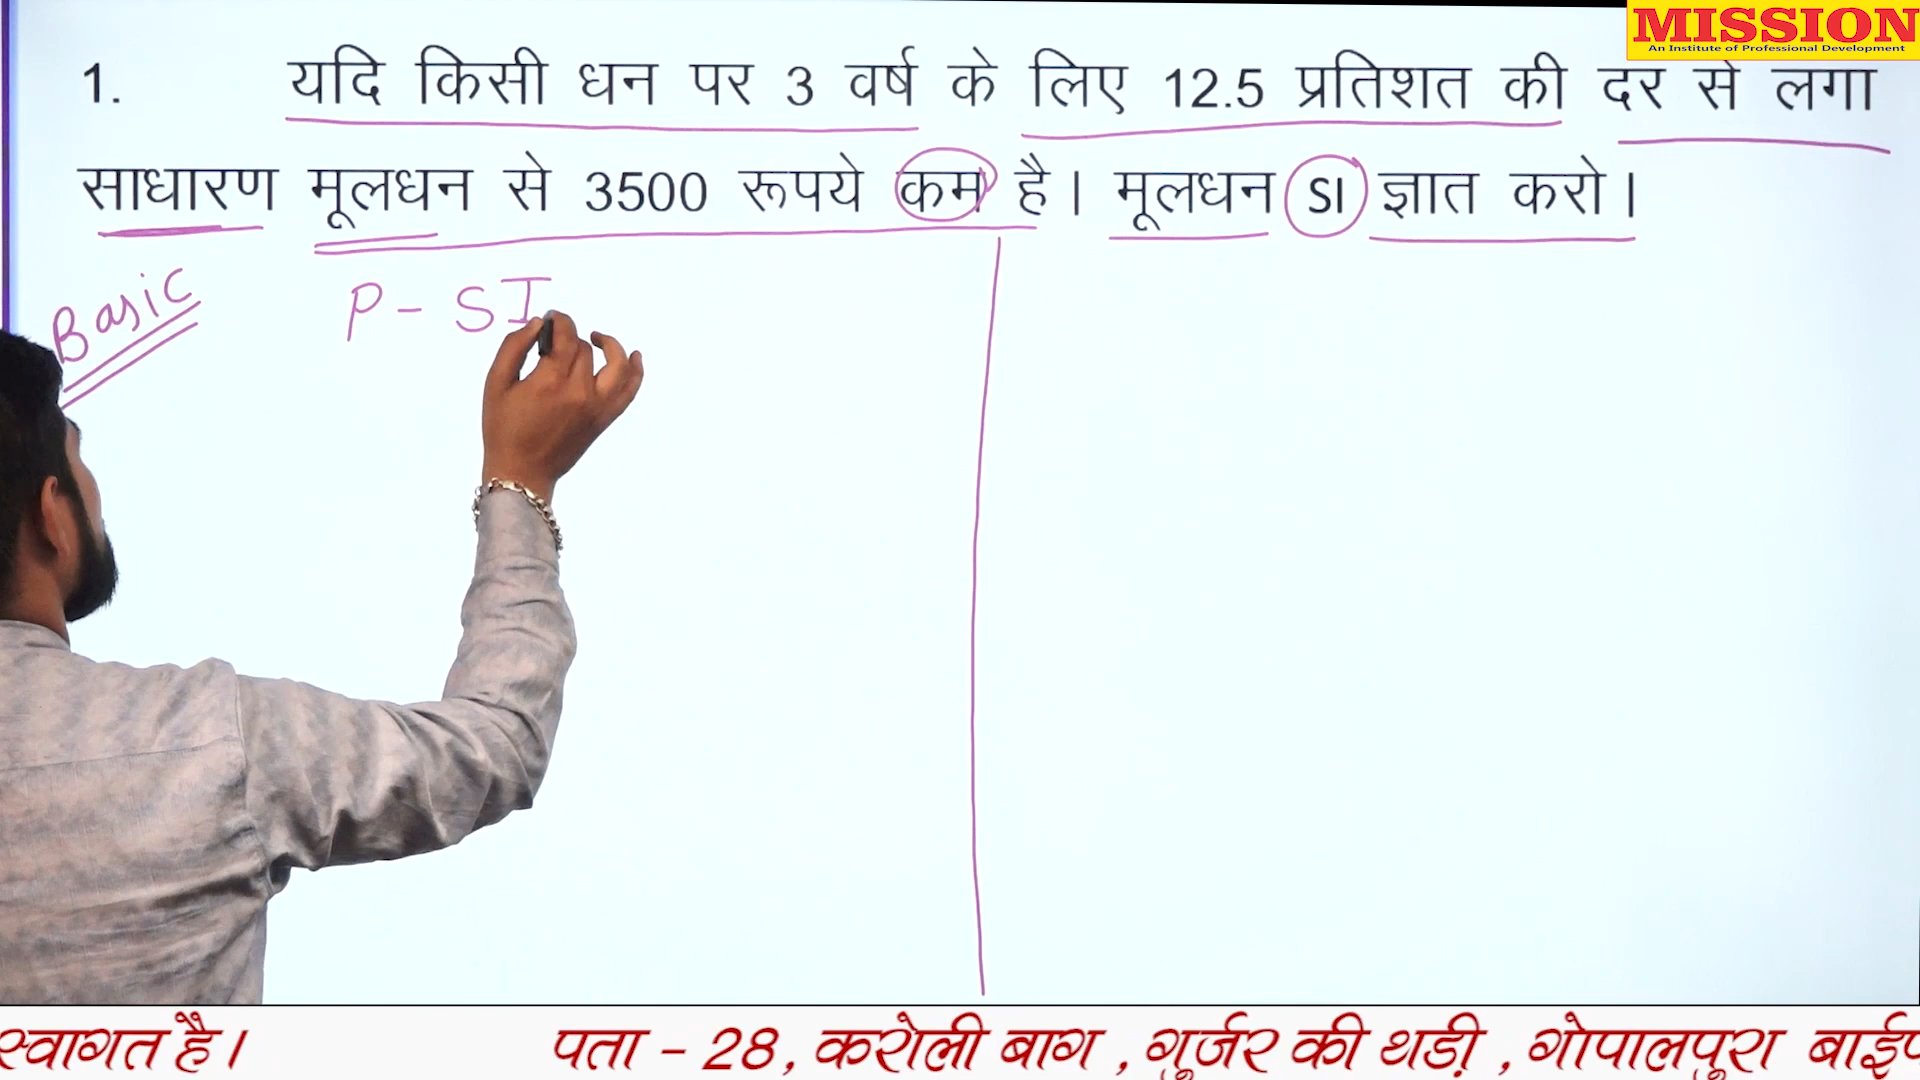 MISSION
An Institute of Professional Development
1. यदि किसी धन पर 3 वर्ष के लिए 12.5 प्रतिशत की दर से लगा
साधारण मूलधन से 3500 रूपये कम है। मूलधन SI ज्ञात करो।
Basic
P - SI
स्वागत है। पता - 28, करोली बाग, गुर्जर की थडी़, गोपालपुरा